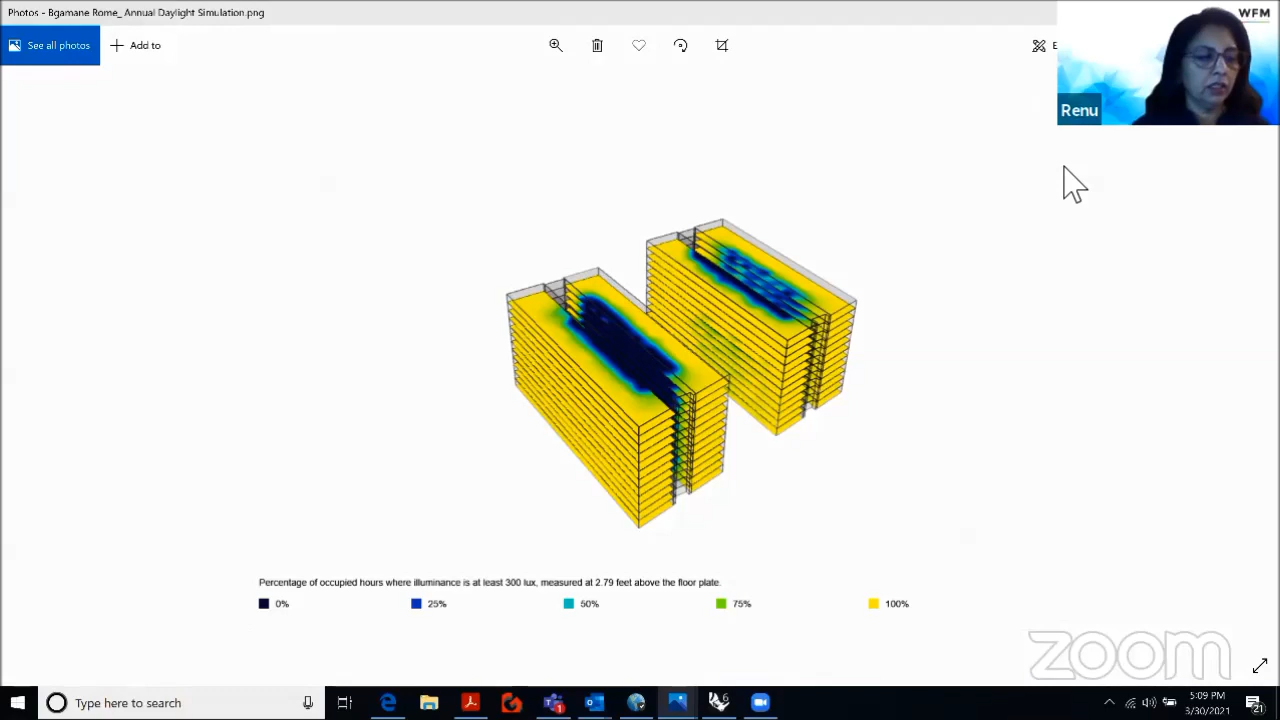 Photos - Bgamane Rome_ Annual Daylight Simulation.png
WFM
See all photos
Add to
E
Renu
Percentage of occupied hours where illuminance is at least 300 lux, measured at 2.79 feet above the floor plate.
0% 25% 50% 75% 100%
zoom
Type here to search
6
5:09 PM
3/30/2021
21